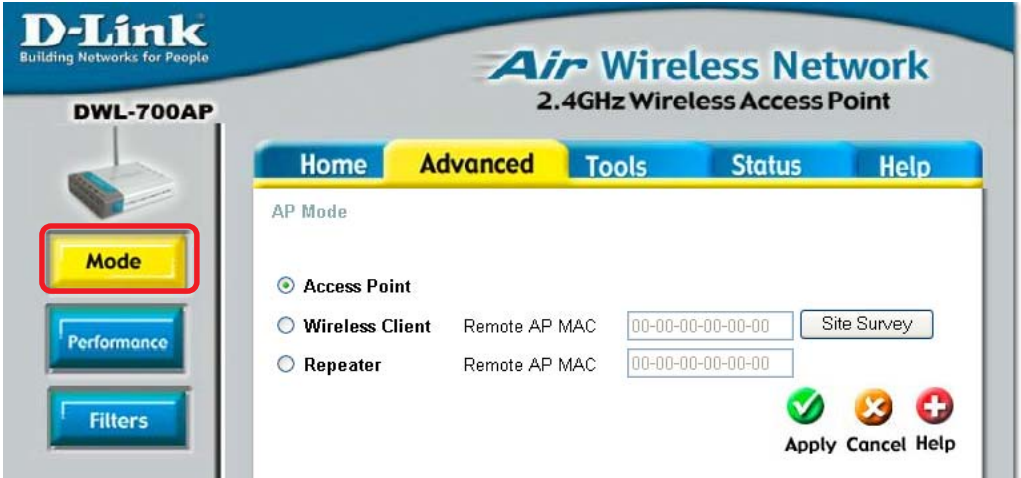 D-Link
Building Networks for People
Air Wireless Network
2.4GHz Wireless Access Point
DWL-700AP
Home Advanced Tools Status Help
AP Mode
Mode
Performance
Filters
Access Point
Wireless Client Remote AP MAC 00-00-00-00-00-00 Site Survey
Repeater Remote AP MAC 00-00-00-00-00-00
Apply Cancel Help